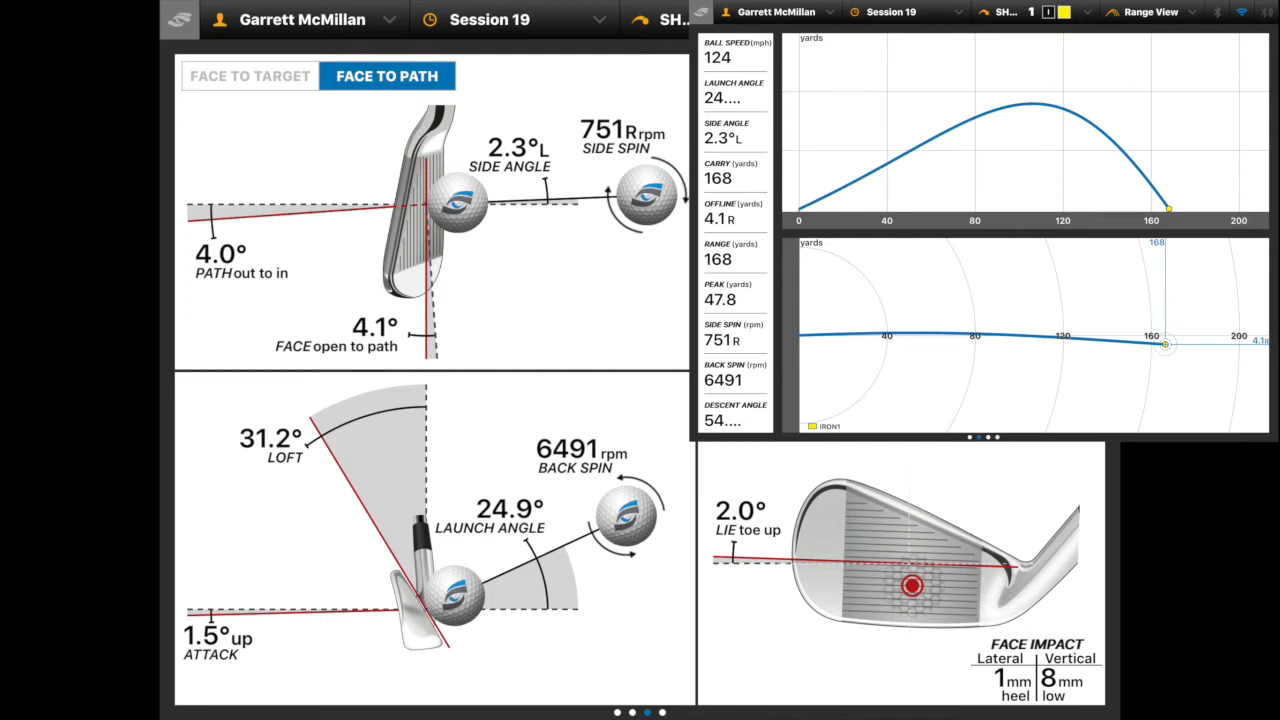 Garrett McMillan
Session 19
SH..
FACE TO TARGET
FACE TO PATH
2.3°L
SIDE ANGLE
751R rpm
SIDE SPIN
4.0°
PATH out to in
4.1°
FACE open to path
31.2°
LOFT
6491 rpm
BACK SPIN
24.9°
LAUNCH ANGLE
1.5° up
ATTACK
Garrett McMillan
Session 19
SH... 1 I
Range View
BALL SPEED (mph)
124
LAUNCH ANGLE
24....
SIDE ANGLE
2.3°L
CARRY (yards)
168
OFFLINE (yards)
4.1 R
RANGE (yards)
168
PEAK (yards)
47.8
SIDE SPIN (rpm)
751 R
BACK SPIN (rpm)
6491
DESCENT ANGLE
54....
yards
0 40 80 120 160 200
yards
168
40 80 120 160 200
4.1R
IRON1
2.0°
LIE toe up
FACE IMPACT
Lateral Vertical
1mm 8mm
heel low